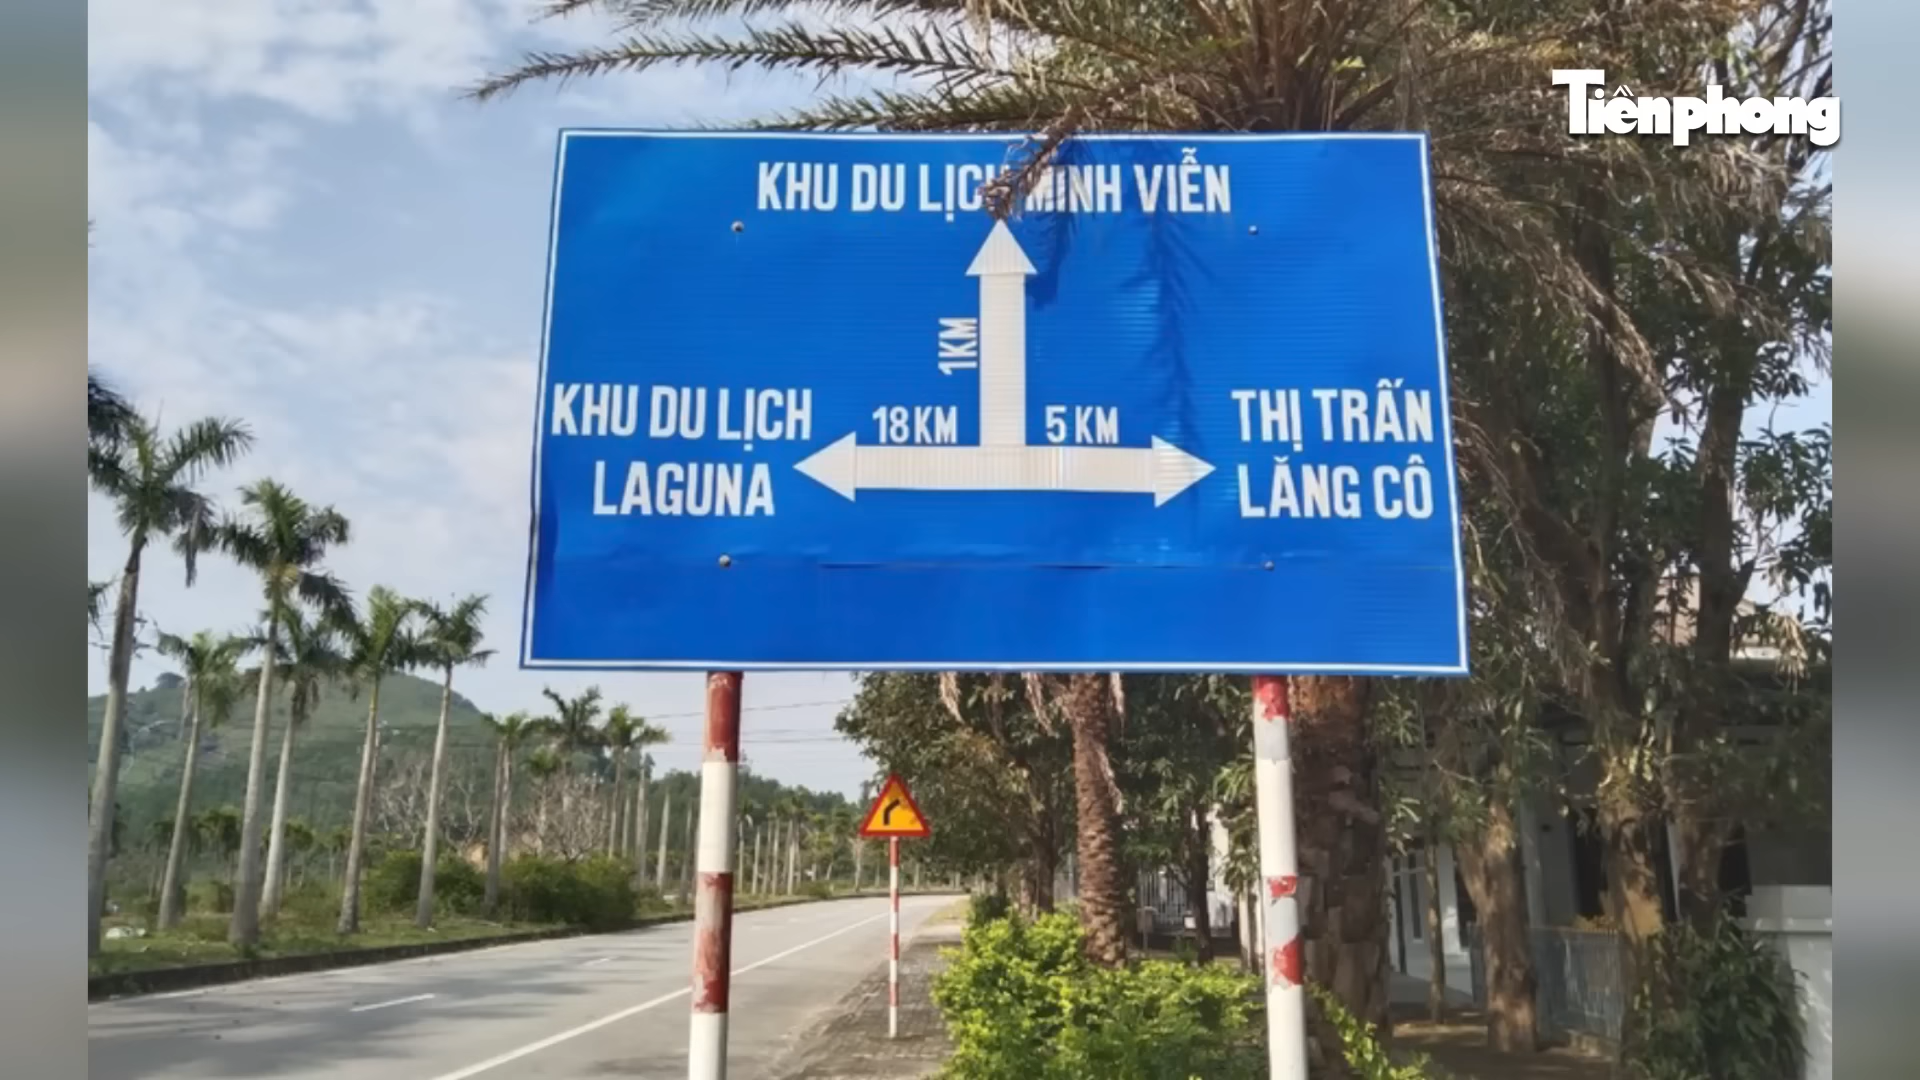 Tiềnphong
KHU DU LỊCH MINH VIỄN
1KM
KHU DU LỊCH
LAGUNA
18 KM
5 KM
THỊ TRẤN
LĂNG CÔ